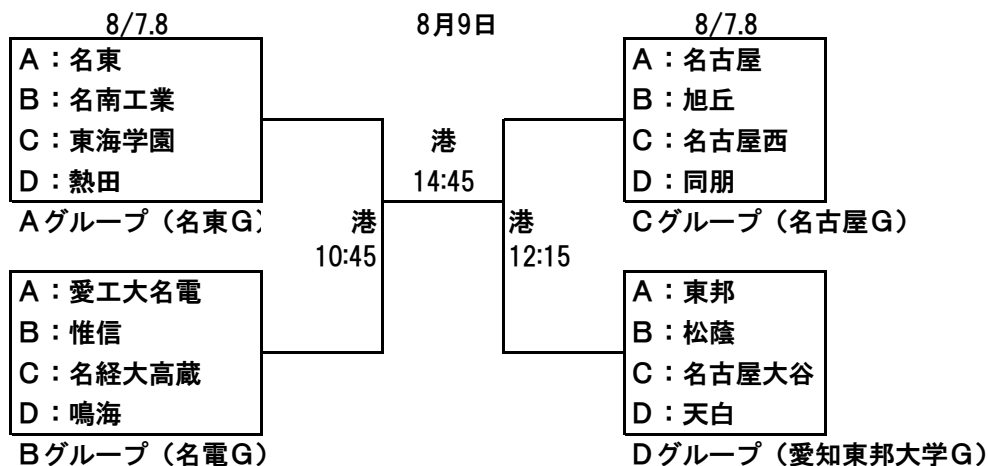 8/7.8
8月9日
8/7.8
A：名東
B：名南工業
C：東海学園
D：熱田
Aグループ（名東G）
A：名古屋
B：旭丘
C：名古屋西
D：同朋
Cグループ（名古屋G）
港
14:45
港
10:45
港
12:15
A：愛工大名電
B：惟信
C：名経大高蔵
D：鳴海
Bグループ（名電G）
A：東邦
B：松蔭
C：名古屋大谷
D：天白
Dグループ（愛知東邦大学G）